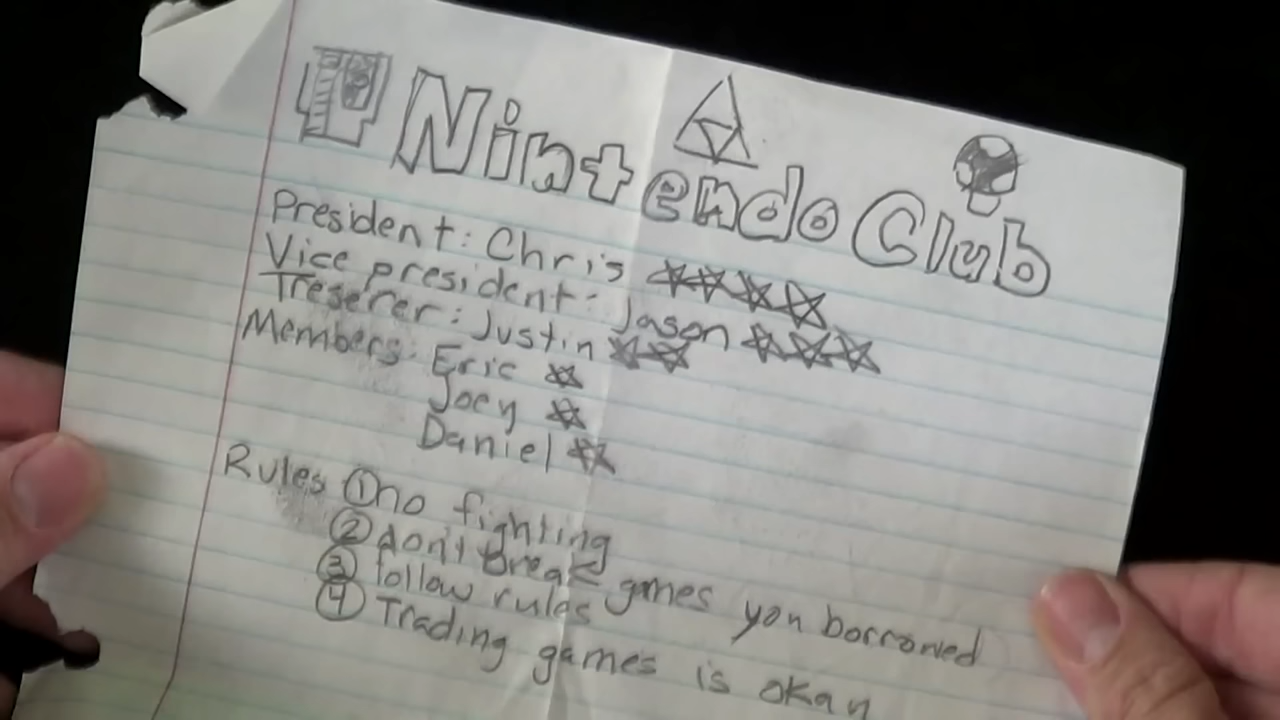 Nintendo Club
President: Chris
Vice president: Jason
Treserer: Justin
Members: Eric
Joey
Daniel
Rules ① no fighting
② don't break games you borrowed
③ follow rules
④ Trading games is okay